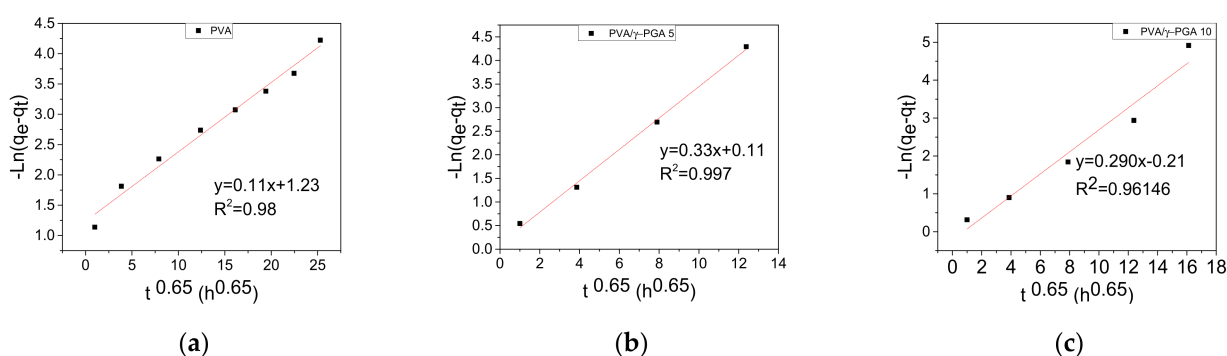 PVA
4.5
4.0
3.5
3.0
2.5
2.0
1.5
1.0
-Ln(qe-qt)
y=0.11x+1.23
R²=0.98
0 5 10 15 20 25
t 0.65 (h0.65)
(a)
PVA/γ-PGA 5
5.0
4.5
4.0
3.5
3.0
2.5
2.0
1.5
1.0
0.5
0.0
-Ln(qe-qt)
y=0.33x+0.11
R²=0.997
0 2 4 6 8 10 12 14
t 0.65 (h0.65)
(b)
PVA/γ-PGA 10
5
4
3
2
1
0
-Ln(qe-qt)
y=0.290x-0.21
R²=0.96146
0 2 4 6 8 10 12 14 16 18
t 0.65 (h0.65)
(c)